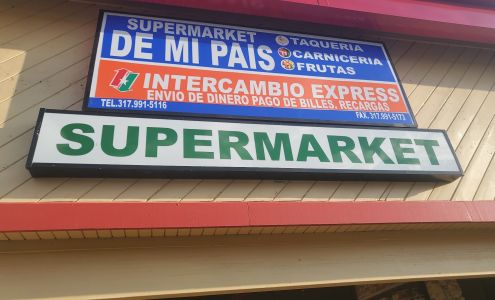 SUPERMARKET
DE MI PAIS
TAQUERIA
CARNICERIA
FRUTAS
INTERCAMBIO EXPRESS
ENVIO DE DINERO PAGO DE BILLES, RECARGAS
TEL.317.991-5116
FAX.317-991-5173
SUPERMARKET